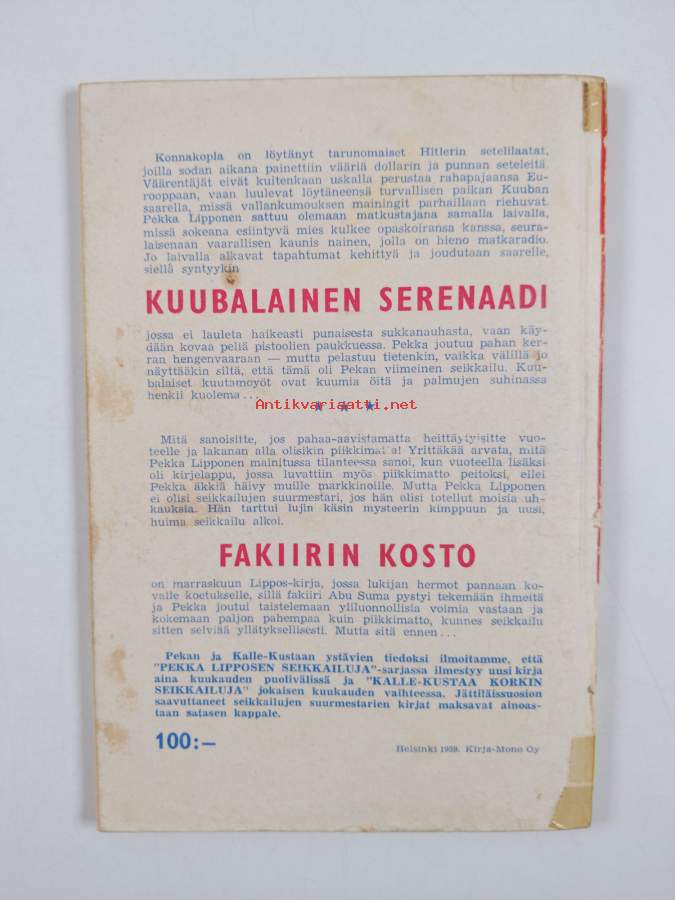 Konnakopla on löytänyt tarunomaiset Hitlerin setelilaatat,
joilla sodan aikana painettiin vääriä dollarin ja punnan seteleitä.
Väärentäjät eivät kuitenkaan uskalla perustaa rahapajaansa Eu-
rooppaan, vaan luulevat löytäneensä turvallisen paikan Kuuban
saarella, missä vallankumouksen mainingit parhaillaan riehuvat.
Pekka Lipponen sattuu olemaan matkustajana samalla laivalla,
missä sokeana esiintyvä mies kulkee opaskoiransa kanssa, seura-
laisenaan vaarallisen kaunis nainen, jolla on hieno matkaradio.
Jo laivalla alkavat tapahtumat kehittyä ja joudutaan saarelle,
siellä syntyykin
KUUBALAINEN SERENAADI
jossa ei lauleta haikeasti punaisesta sukkanauhasta, vaan käy-
dään kovaa peliä pistoolien paukkuessa. Pekka joutuu pahan ker-
ran hengenvaaraan — mutta pelastuu tietenkin, vaikka välillä jo
näyttääkin siltä, että tämä oli Pekan viimeinen seikkailu. Kuu-
balaiset kuutamoyöt ovat kuumia öitä ja palmujen suhinassa
henkii kuolema...
Antikvariaatti.net
Mitä sanoisitte, jos pahaa-aavistamatta heittäytyisitte vuo-
teelle ja lakanan alla olisikin piikkimatto! Yrittäkää arvata, mitä
Pekka Lipponen mainitussa tilanteessa sanoi, kun vuoteella lisäksi
oli kirjelappu, jossa luvattiin myös piikkimatto peitoksi, ellei
Pekka äkkiä häivy muille markkinoille. Mutta Pekka Lipponen
ei olisi seikkailujen suurmestari, jos hän olisi totellut moisia uh-
kauksia. Hän tarttui lujin käsin mysteerin kimppuun ja uusi,
huima seikkailu alkoi.
FAKIIRIN KOSTO
on marraskuun Lippos-kirja, jossa lukijan hermot pannaan ko-
valle koetukselle, sillä fakiiri Abu Suma pystyi tekemään ihmeitä
ja Pekka joutui taistelemaan yliluonnollisia voimia vastaan ja
kokemaan paljon pahempaa kuin piikkimatto, kunnes seikkailu
sitten selviää yllätyksellisesti. Mutta sitä ennen...
Pekan ja Kalle-Kustaan ystävien tiedoksi ilmoitamme, että
"PEKKA LIPPOSEN SEIKKAILUJA"-sarjassa ilmestyy uusi kirja
aina kuukauden puolivälissä ja "KALLE-KUSTAA KORKIN
SEIKKAILUJA" jokaisen kuukauden vaihteessa. Jättiläissuosion
saavuttaneet seikkailujen suurmestarien kirjat maksavat ainoas-
taan satasen kappale.
100:—
Helsinki 1959. Kirja-Mono Oy